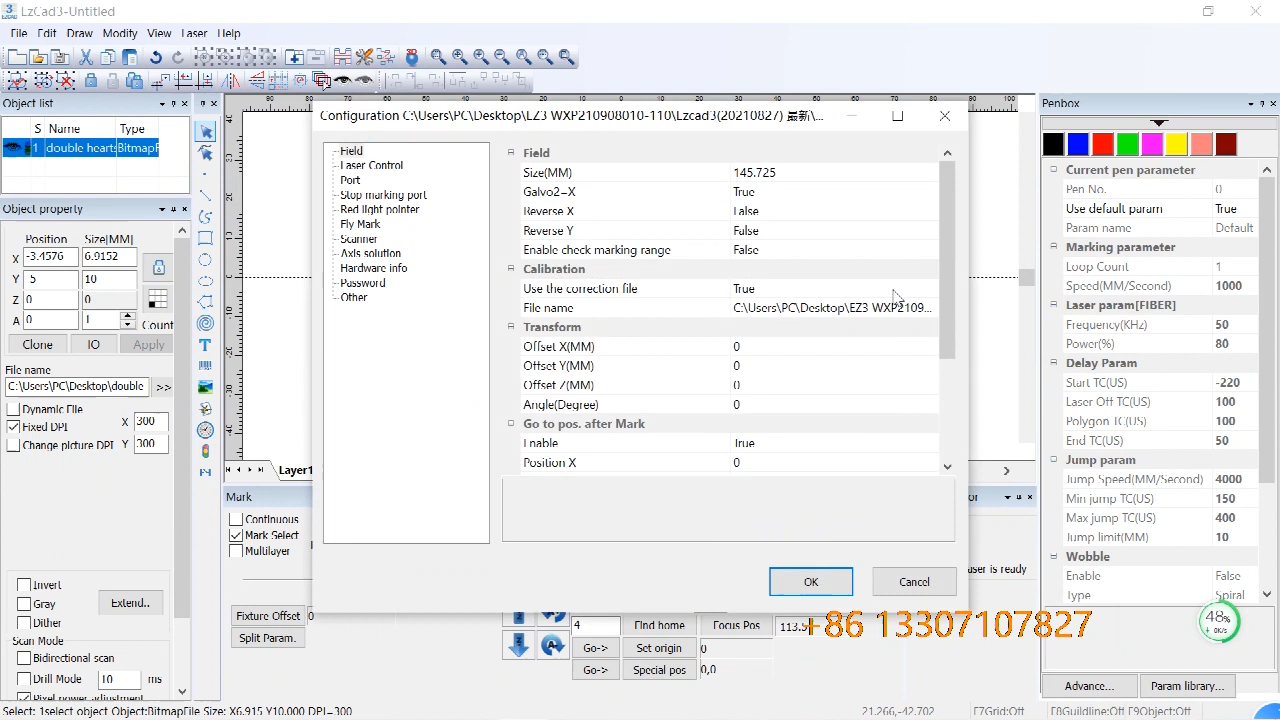 LzCad3-Untitled
File Edit Draw Modify View Laser Help
Object list
S Name Type
1 double hearts BitmapF
Object property
Position Size[MM]
X -3.4576 6.9152
Y -5 10
Z 0 0
A 0 1 Count
Clone IO Apply
File name
C:\Users\PC\Desktop\double >>
Dynamic File
Fixed DPI X 300
Change picture DPI Y 300
Invert
Gray Extend..
Dither
Scan Mode
Bidirectional scan
Drill Mode 10 ms
Pixel power adjustment
Select: 1select object Object:BitmapFile Size: X6.915 Y10.000 DPI=300
Configuration C:\Users\PC\Desktop\EZ3 WXP210908010-110\Ezcad3(20210827) 最新\...
Field
Laser Control
Port
Stop marking port
Red light pointer
Fly Mark
Scanner
Axis solution
Hardware info
Password
Other
Field
Size(MM) 145.725
Galvo2=X True
Reverse X False
Reverse Y False
Enable check marking range False
Calibration
Use the correction file True
File name C:\Users\PC\Desktop\EZ3 WXP2109...
Transform
Offset X(MM) 0
Offset Y(MM) 0
Offset Z(MM) 0
Angle(Degree) 0
Go to pos. after Mark
Enable True
Position X 0
OK Cancel
Layer1
Mark
Continuous
Mark Select
Multilayer
Fixture Offset 0
Split Param.
4 Find home Focus Pos 113.5
Go-> Set origin 0
Go-> Special pos 0,0
+86 13307107827
Penbox
Current pen parameter
Pen No. 0
Use default param True
Param name Default
Marking parameter
Loop Count 1
Speed(MM/Second) 1000
Laser param[FIBER]
Frequency(KHz) 50
Power(%) 80
Delay Param
Start TC(US) -220
Laser Off TC(US) 100
Polygon TC(US) 100
End TC(US) 50
Jump param
Jump Speed(MM/Second) 4000
Min jump TC(US) 150
Max jump TC(US) 400
Jump limit(MM) 10
Wobble
Enable False
Type Spiral
48%
+ 0K/s
Advance... Param library...
21.266,-42.702 F7Grid:Off F8Guildline:Off F9Object:Off